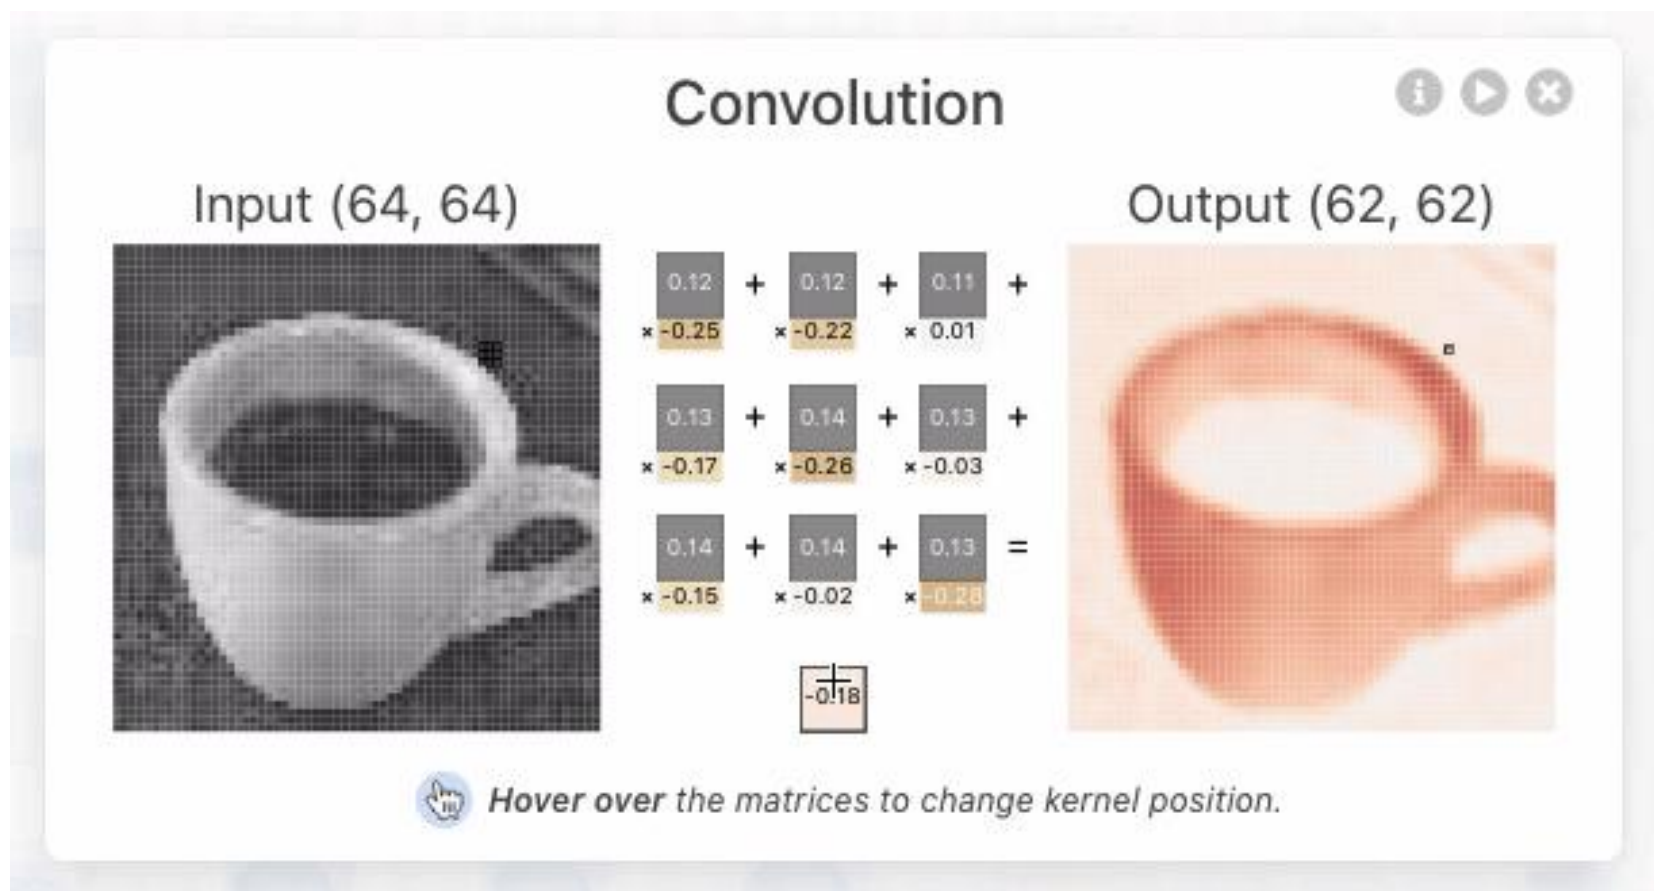 Convolution
Input (64, 64)
Output (62, 62)
0.12 + 0.12 + 0.11 +
× -0.25 × -0.22 × 0.01
0.13 + 0.14 + 0.13 +
× -0.17 × -0.26 × -0.03
0.14 + 0.14 + 0.13 =
× -0.15 × -0.02 × -0.28
-0.18
Hover over the matrices to change kernel position.